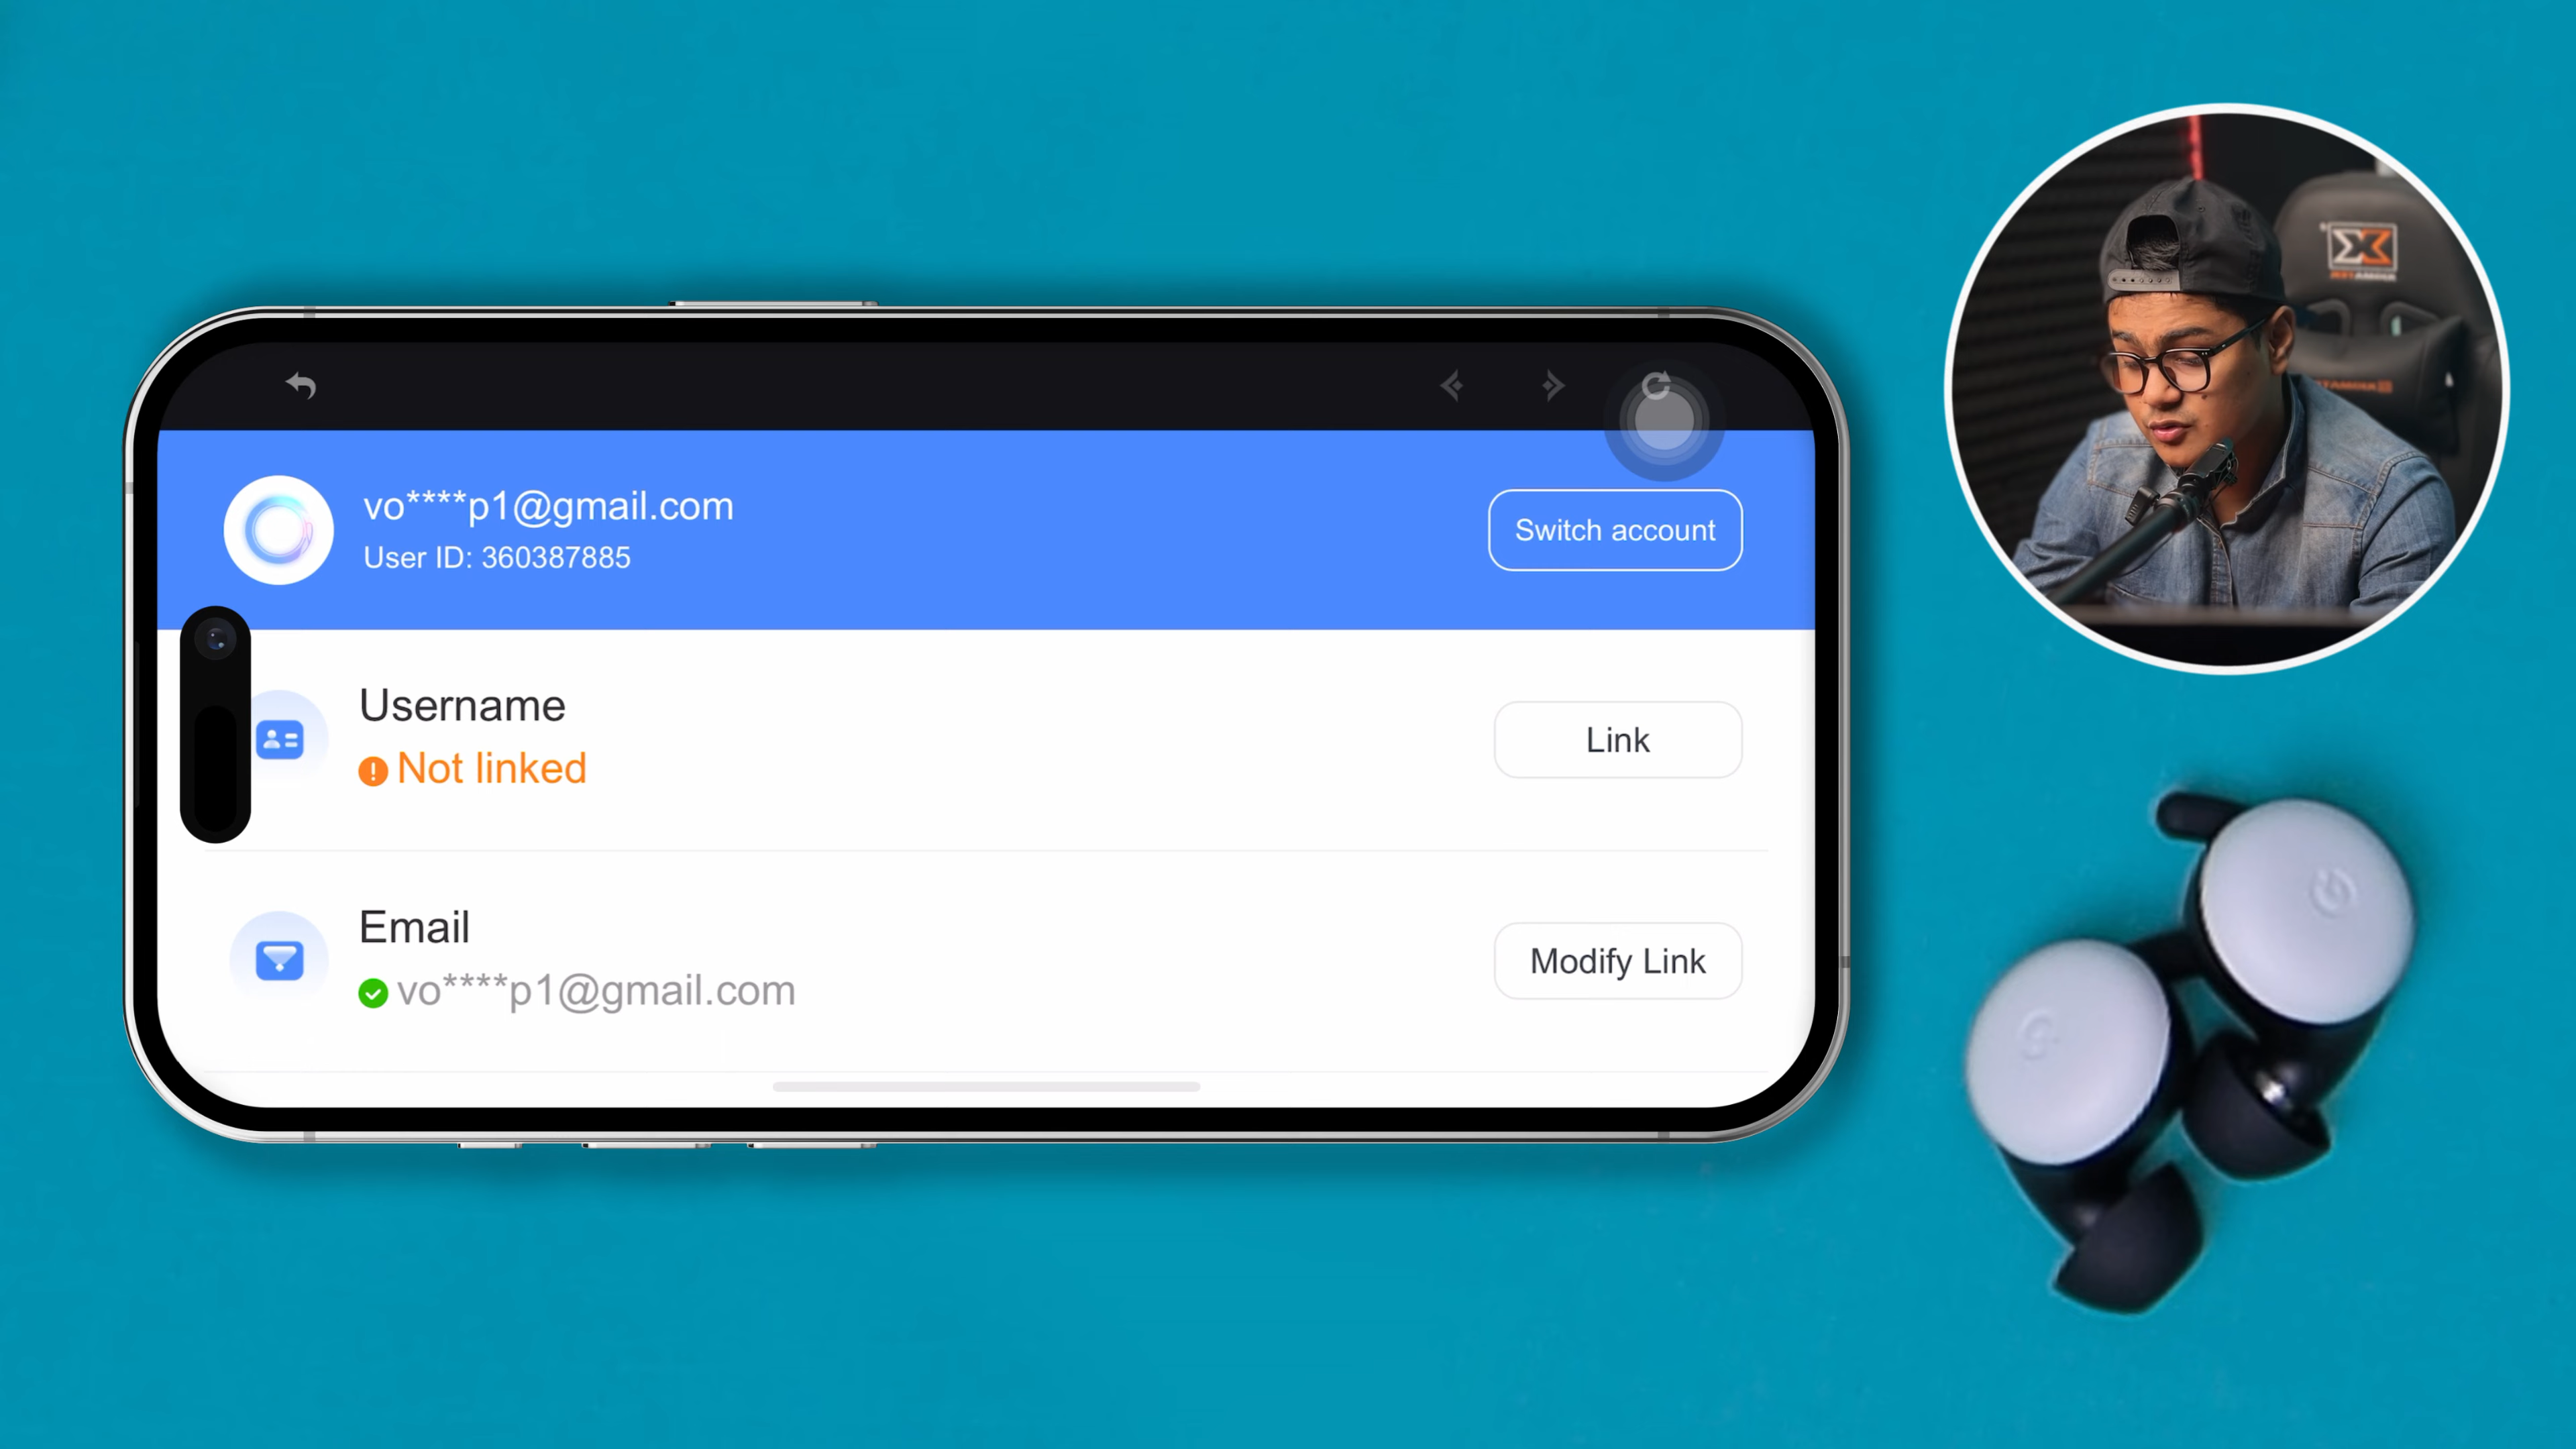 vo****p1@gmail.com
User ID: 360387885
Switch account
Username
Not linked
Link
Email
vo****p1@gmail.com
Modify Link